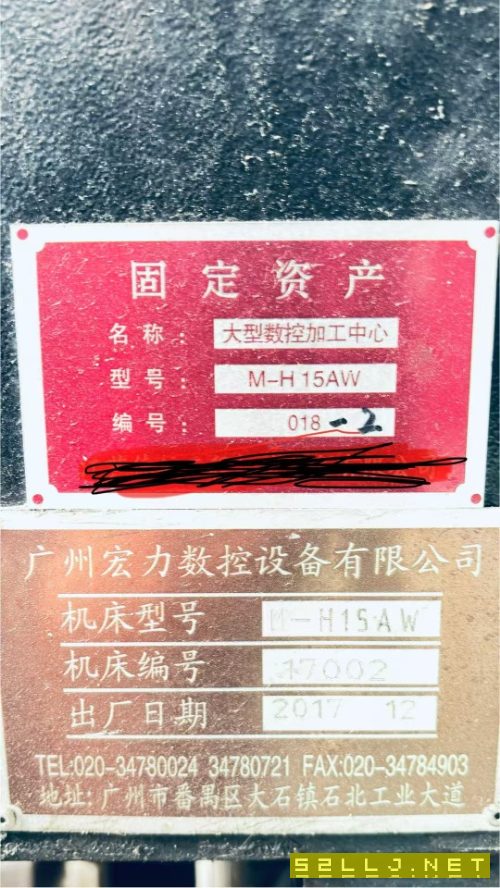 固定资产
名称: 大型数控加工中心
型号: M-H 15AW
编号: 018-2
广州宏力数控设备有限公司
机床型号 M-H15AW
机床编号 17002
出厂日期 2017 12
TEL:020-34780024 34780721 FAX:020-34784903
地址: 广州市番禺区大石镇石北工业大道
52LLJ.NET